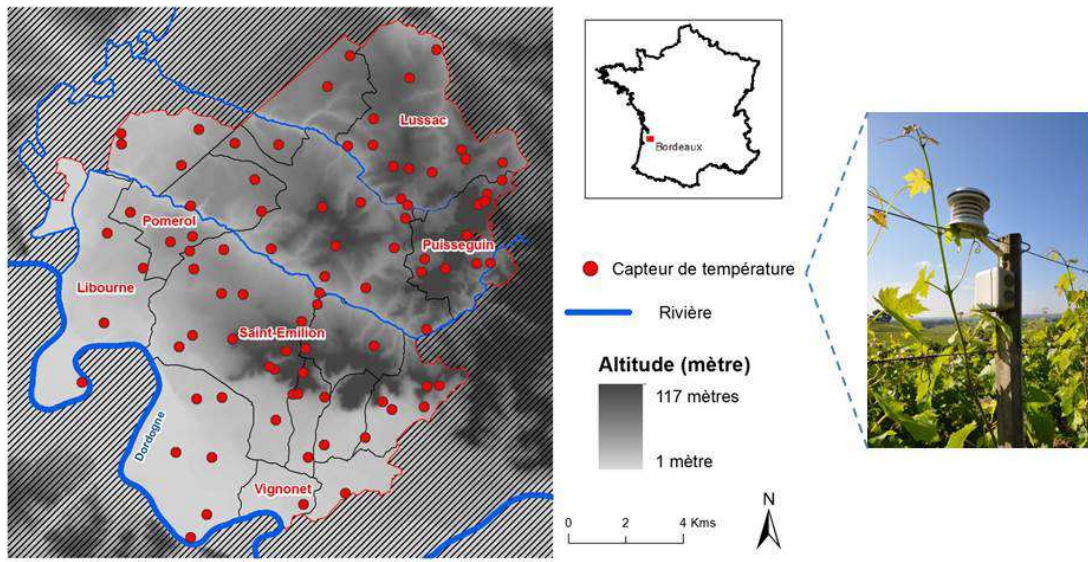 Lussac
Pomerol
Puisseguin
Libourne
Saint-Emilion
Dordogne
Vignonet
Bordeaux
Capteur de température
Rivière
Altitude (mètre)
117 mètres
1 mètre
0 2 4 Kms
N